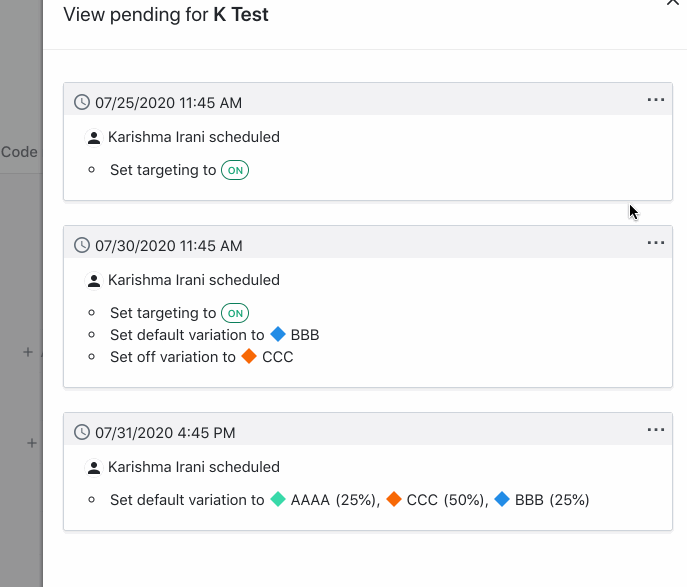 View pending for K Test
07/25/2020 11:45 AM
Code
Karishma Irani scheduled
Set targeting to ON
07/30/2020 11:45 AM
Karishma Irani scheduled
Set targeting to ON
Set default variation to BBB
Set off variation to CCC
07/31/2020 4:45 PM
Karishma Irani scheduled
Set default variation to AAAA (25%), CCC (50%), BBB (25%)